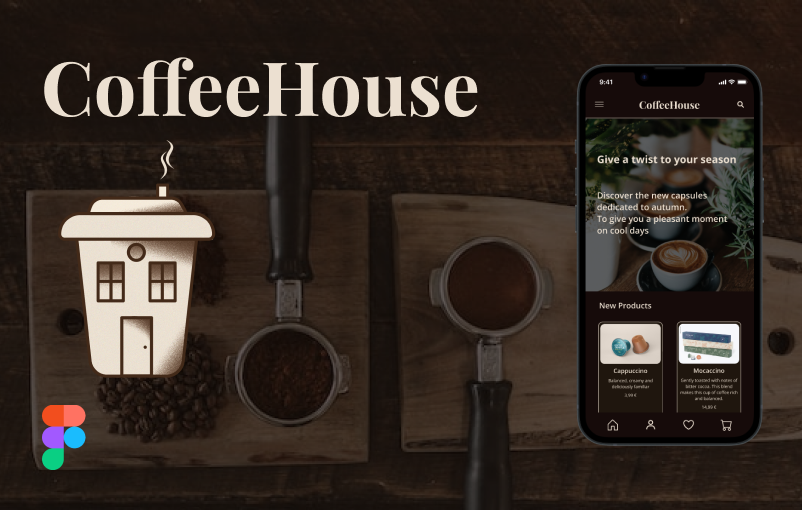 CoffeeHouse
9:41
CoffeeHouse
Give a twist to your season
Discover the new capsules
dedicated to autumn.
To give you a pleasant moment
on cool days
New Products
Cappuccino
Balanced, creamy and
deliciously familiar
3,99 €
Mocaccino
Gently toasted with notes of
bitter cocoa. This blend
makes this cup of coffee rich
and balanced.
14,99 €